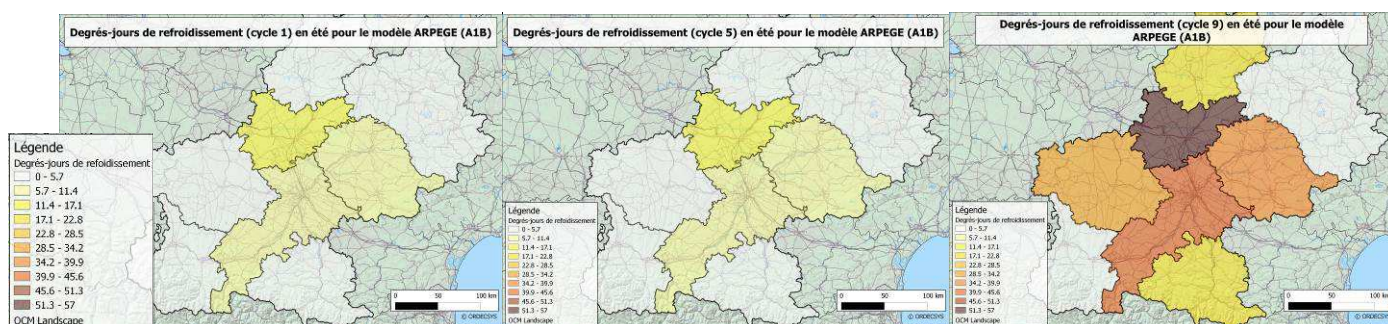 Degrés-jours de refroidissement (cycle 1) en été pour le modèle ARPEGE (A1B)
Légende
Degrés-jours de refoidissement
0 - 5.7
5.7 - 11.4
11.4 - 17.1
17.1 - 22.8
22.8 - 28.5
28.5 - 34.2
34.2 - 39.9
39.9 - 45.6
45.6 - 51.3
51.3 - 57
OCM Landscape
0 50 100 km
© ORDECSYS
Degrés-jours de refroidissement (cycle 5) en été pour le modèle ARPEGE (A1B)
Légende
Degrés-jours de refoidissement
0 - 5.7
5.7 - 11.4
11.4 - 17.1
17.1 - 22.8
22.8 - 28.5
28.5 - 34.2
34.2 - 39.9
39.9 - 45.6
45.6 - 51.3
51.3 - 57
OCM Landscape
0 50 100 km
© ORDECSYS
Degrés-jours de refroidissement (cycle 9) en été pour le modèle
ARPEGE (A1B)
Légende
Degrés-jours de refoidissement
0 - 5.7
5.7 - 11.4
11.4 - 17.1
17.1 - 22.8
22.8 - 28.5
28.5 - 34.2
34.2 - 39.9
39.9 - 45.6
45.6 - 51.3
51.3 - 57
OCM Landscape
0 50 100 km
© ORDECSYS